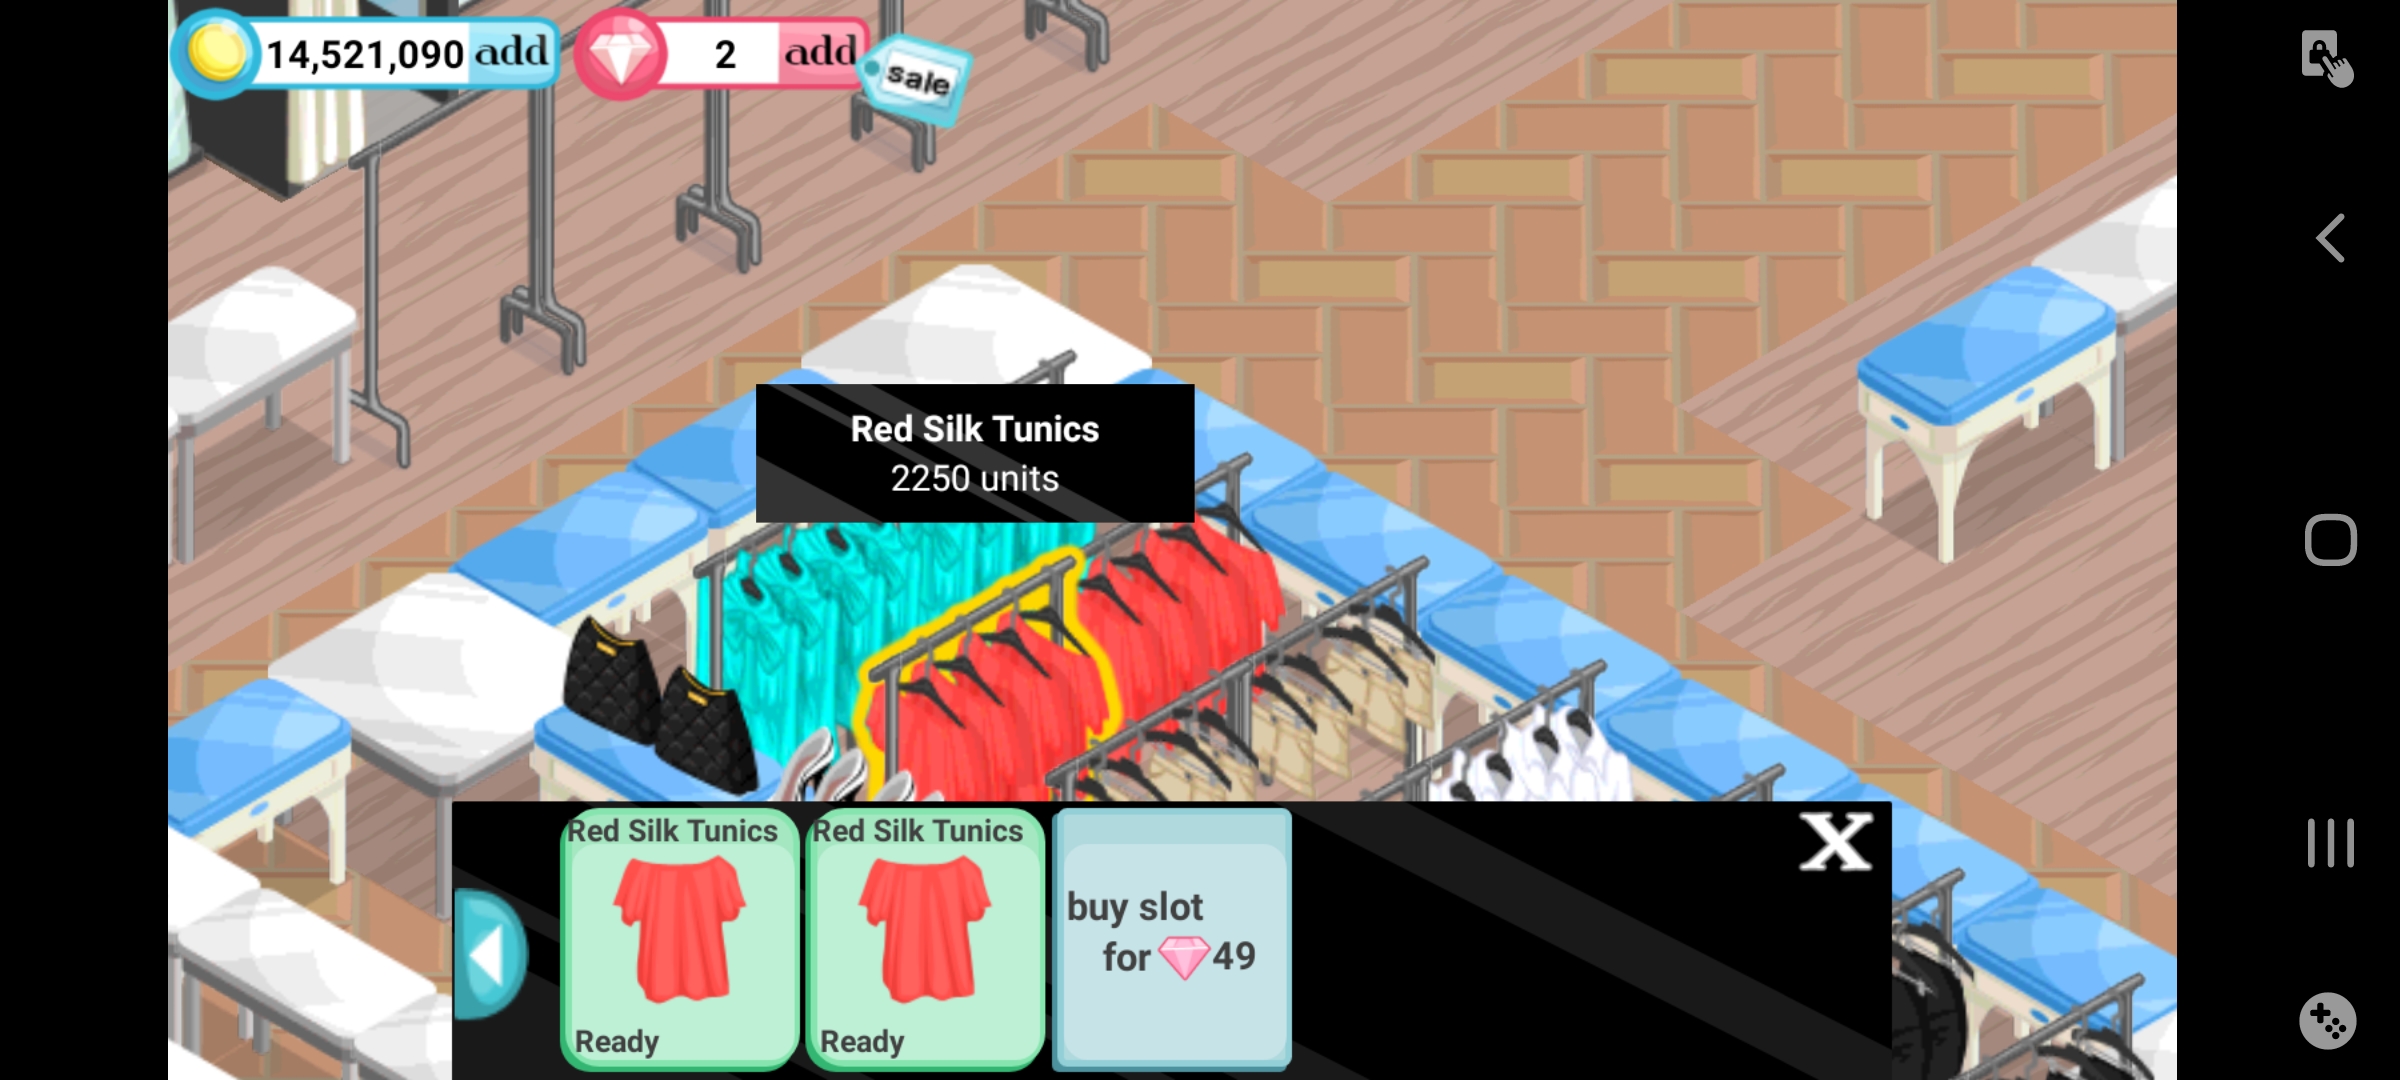 14,521,090 add
2 add
sale
Red Silk Tunics
2250 units
Red Silk Tunics
Ready
Red Silk Tunics
Ready
buy slot
for 49
X